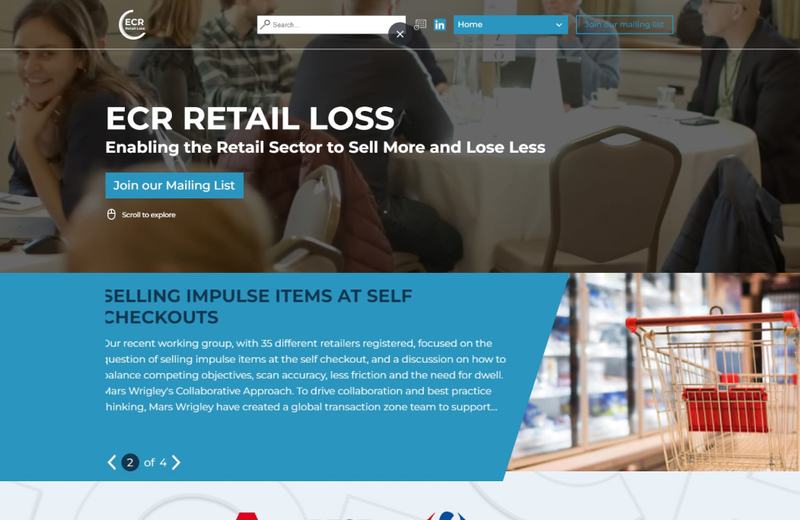 ECR
Retail Loss
Search...
in
Home
Join our mailing list
ECR RETAIL LOSS
Enabling the Retail Sector to Sell More and Lose Less
Join our Mailing List
Scroll to explore
SELLING IMPULSE ITEMS AT SELF
CHECKOUTS
Our recent working group, with 35 different retailers registered, focused on the
question of selling impulse items at the self checkout, and a discussion on how to
balance competing objectives, scan accuracy, less friction and the need for dwell.
Mars Wrigley's Collaborative Approach. To drive collaboration and best practice
thinking, Mars Wrigley have created a global transaction zone team to support...
2 of 4